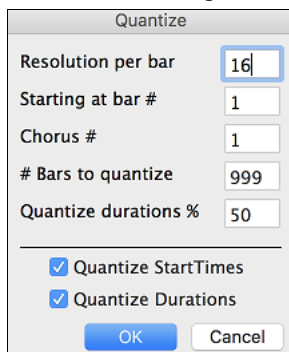 Quantize
Resolution per bar 16
Starting at bar # 1
Chorus # 1
# Bars to quantize 999
Quantize durations % 50
Quantize StartTimes
Quantize Durations
OK Cancel